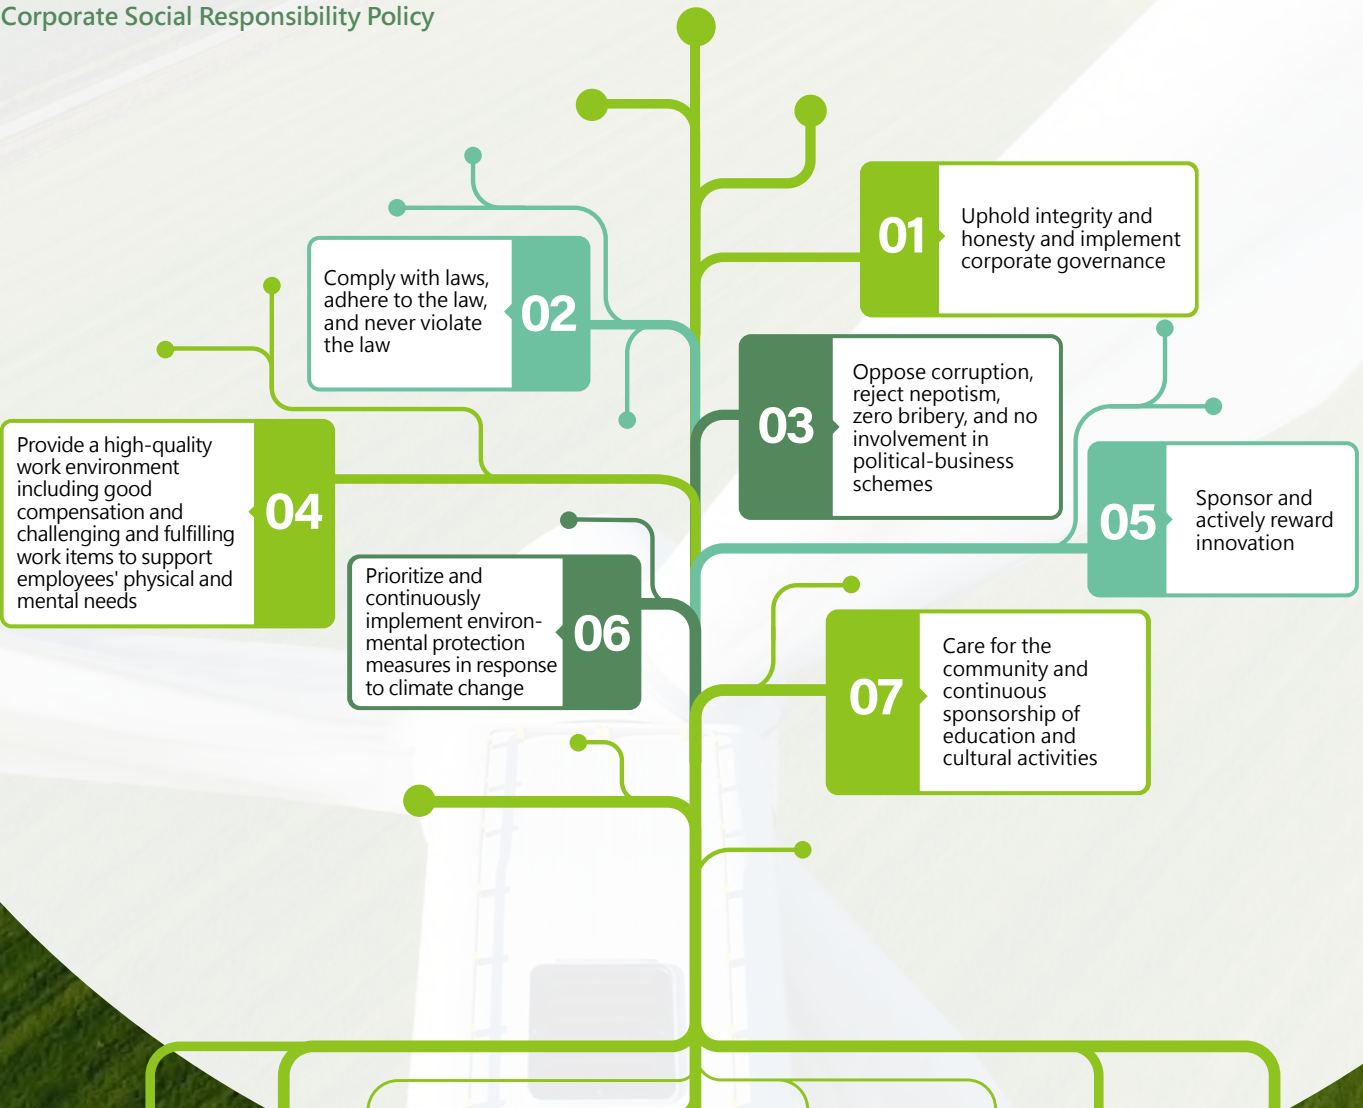 Corporate Social Responsibility Policy
01
Uphold integrity and
honesty and implement
corporate governance
02
Comply with laws,
adhere to the law,
and never violate
the law
03
Oppose corruption,
reject nepotism,
zero bribery, and no
involvement in
political-business
schemes
04
Provide a high-quality
work environment
including good
compensation and
challenging and fulfilling
work items to support
employees' physical and
mental needs
05
Sponsor and
actively reward
innovation
06
Prioritize and
continuously
implement environ-
mental protection
measures in response
to climate change
07
Care for the
community and
continuous
sponsorship of
education and
cultural activities